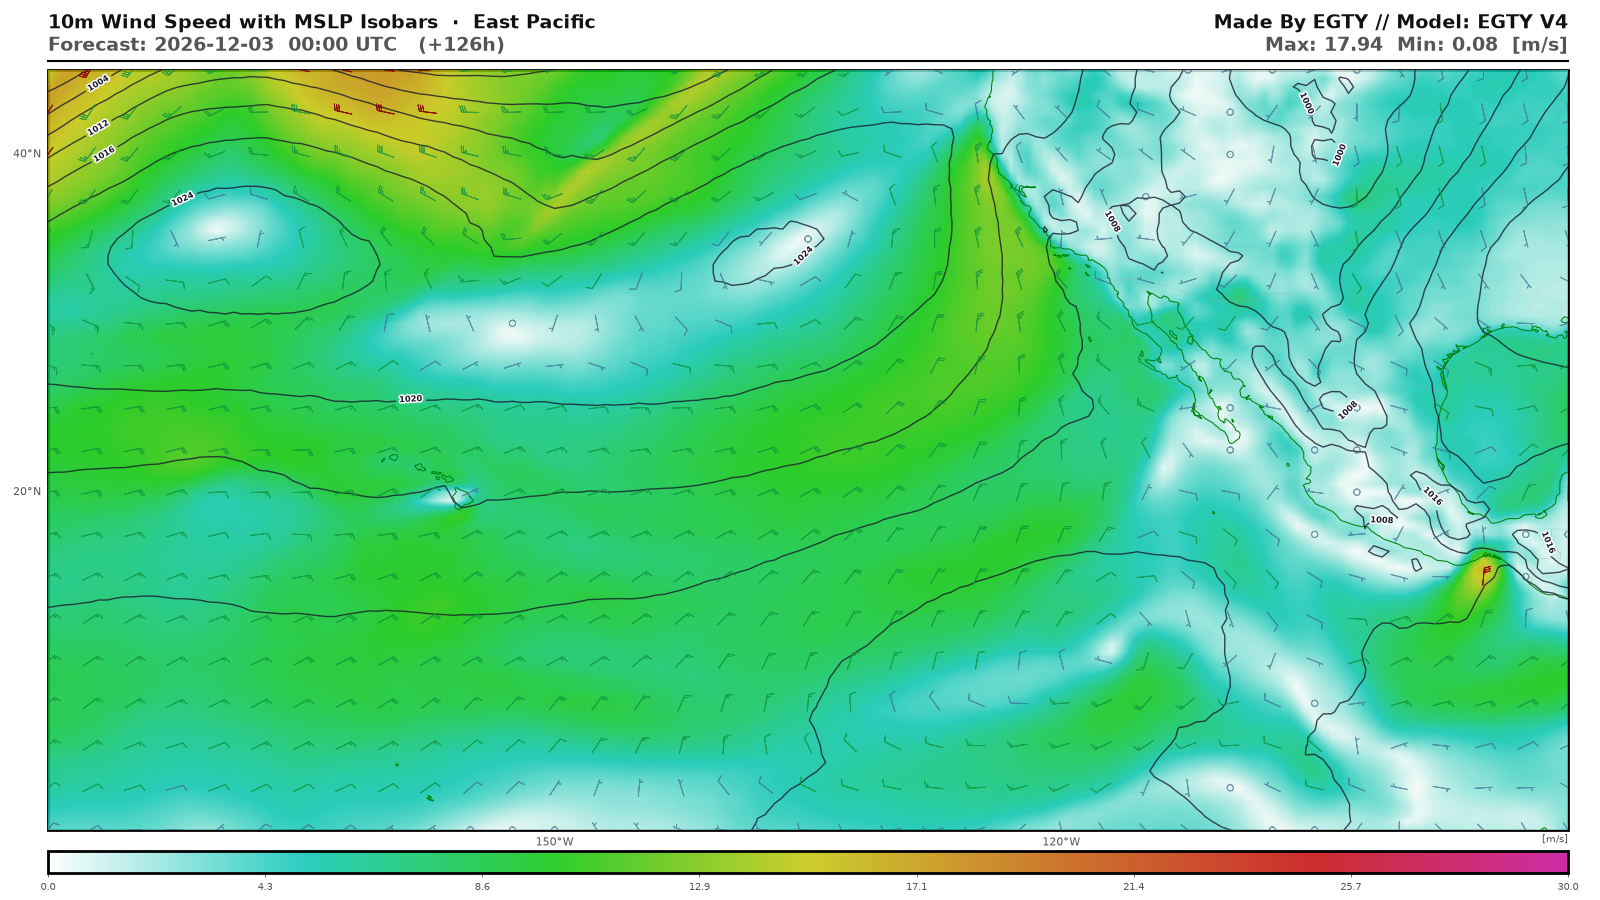 10m Wind Speed with MSLP Isobars · East Pacific
Made By EGTY // Model: EGTY V4
Forecast: 2026-12-03 00:00 UTC (+126h)
Max: 17.94 Min: 0.08 [m/s]
1004
1000
1012
40°N
1016
1000
1024
1008
1024
1020
1008
20°N
1016
1008
1016
150°W
120°W
[m/s]
0.0
4.3
8.6
12.9
17.1
21.4
25.7
30.0